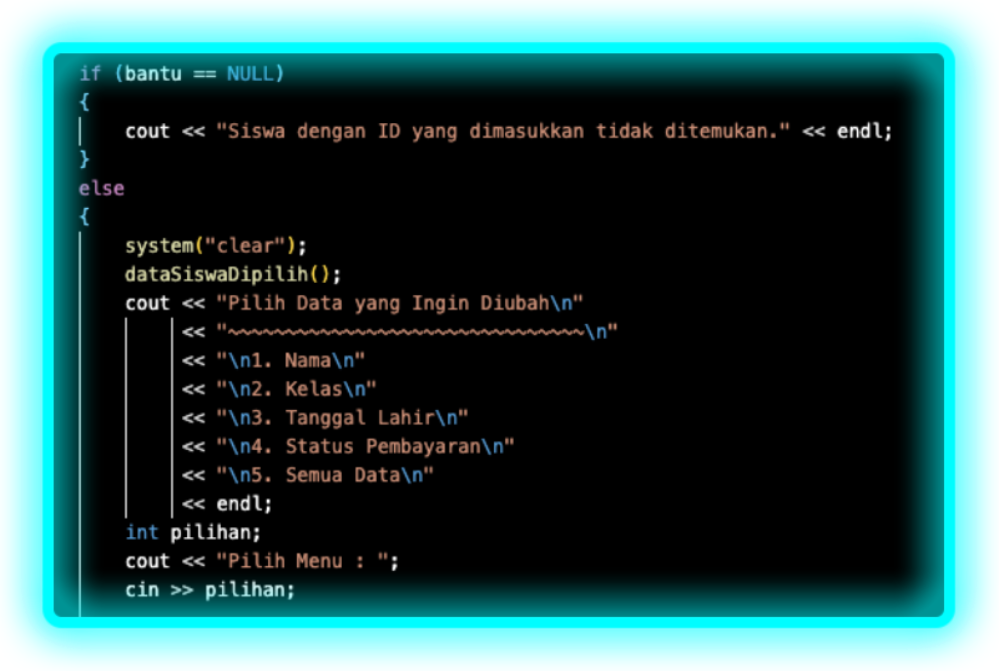 if (bantu == NULL)
{
cout << "Siswa dengan ID yang dimasukkan tidak ditemukan." << endl;
}
else
{
system("clear");
dataSiswaDipilih();
cout << "Pilih Data yang Ingin Diubah\n"
<< "~~~~~~~~~~~~~~~~~~~~~~~~~~~~~~~\n"
<< "\n1. Nama\n"
<< "\n2. Kelas\n"
<< "\n3. Tanggal Lahir\n"
<< "\n4. Status Pembayaran\n"
<< "\n5. Semua Data\n"
<< endl;
int pilihan;
cout << "Pilih Menu : ";
cin >> pilihan;